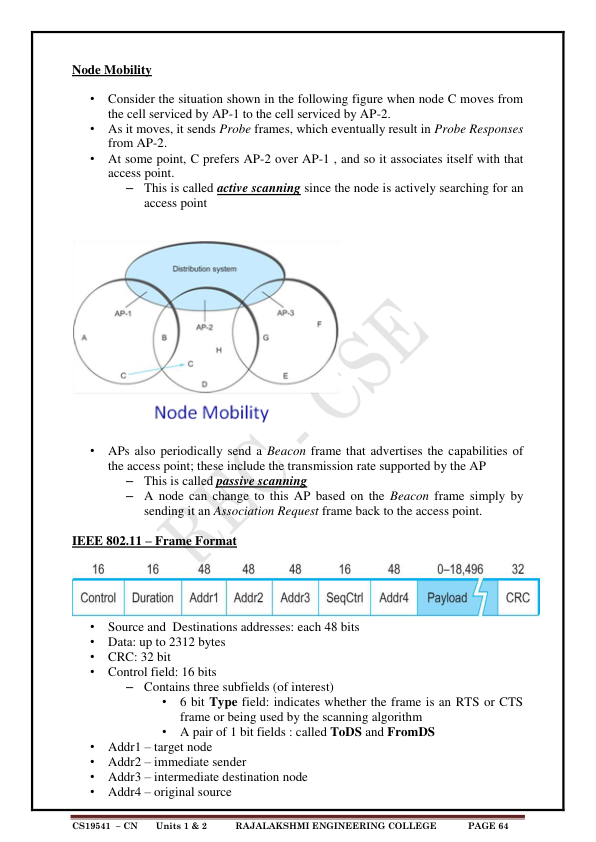 Node Mobility
• Consider the situation shown in the following figure when node C moves from
the cell serviced by AP-1 to the cell serviced by AP-2.
• As it moves, it sends Probe frames, which eventually result in Probe Responses
from AP-2.
• At some point, C prefers AP-2 over AP-1 , and so it associates itself with that
access point.
– This is called active scanning since the node is actively searching for an
access point
Distribution system
AP-1
AP-2
AP-3
A
B
G
F
H
C
C
D
E
Node Mobility
REC - CSE
• APs also periodically send a Beacon frame that advertises the capabilities of
the access point; these include the transmission rate supported by the AP
– This is called passive scanning
– A node can change to this AP based on the Beacon frame simply by
sending it an Association Request frame back to the access point.
IEEE 802.11 – Frame Format
16 16 48 48 48 16 48 0–18,496 32
Control Duration Addr1 Addr2 Addr3 SeqCtrl Addr4 Payload CRC
• Source and Destinations addresses: each 48 bits
• Data: up to 2312 bytes
• CRC: 32 bit
• Control field: 16 bits
– Contains three subfields (of interest)
• 6 bit Type field: indicates whether the frame is an RTS or CTS
frame or being used by the scanning algorithm
• A pair of 1 bit fields : called ToDS and FromDS
• Addr1 – target node
• Addr2 – immediate sender
• Addr3 – intermediate destination node
• Addr4 – original source
CS19541 – CN Units 1 & 2 RAJALAKSHMI ENGINEERING COLLEGE PAGE 64